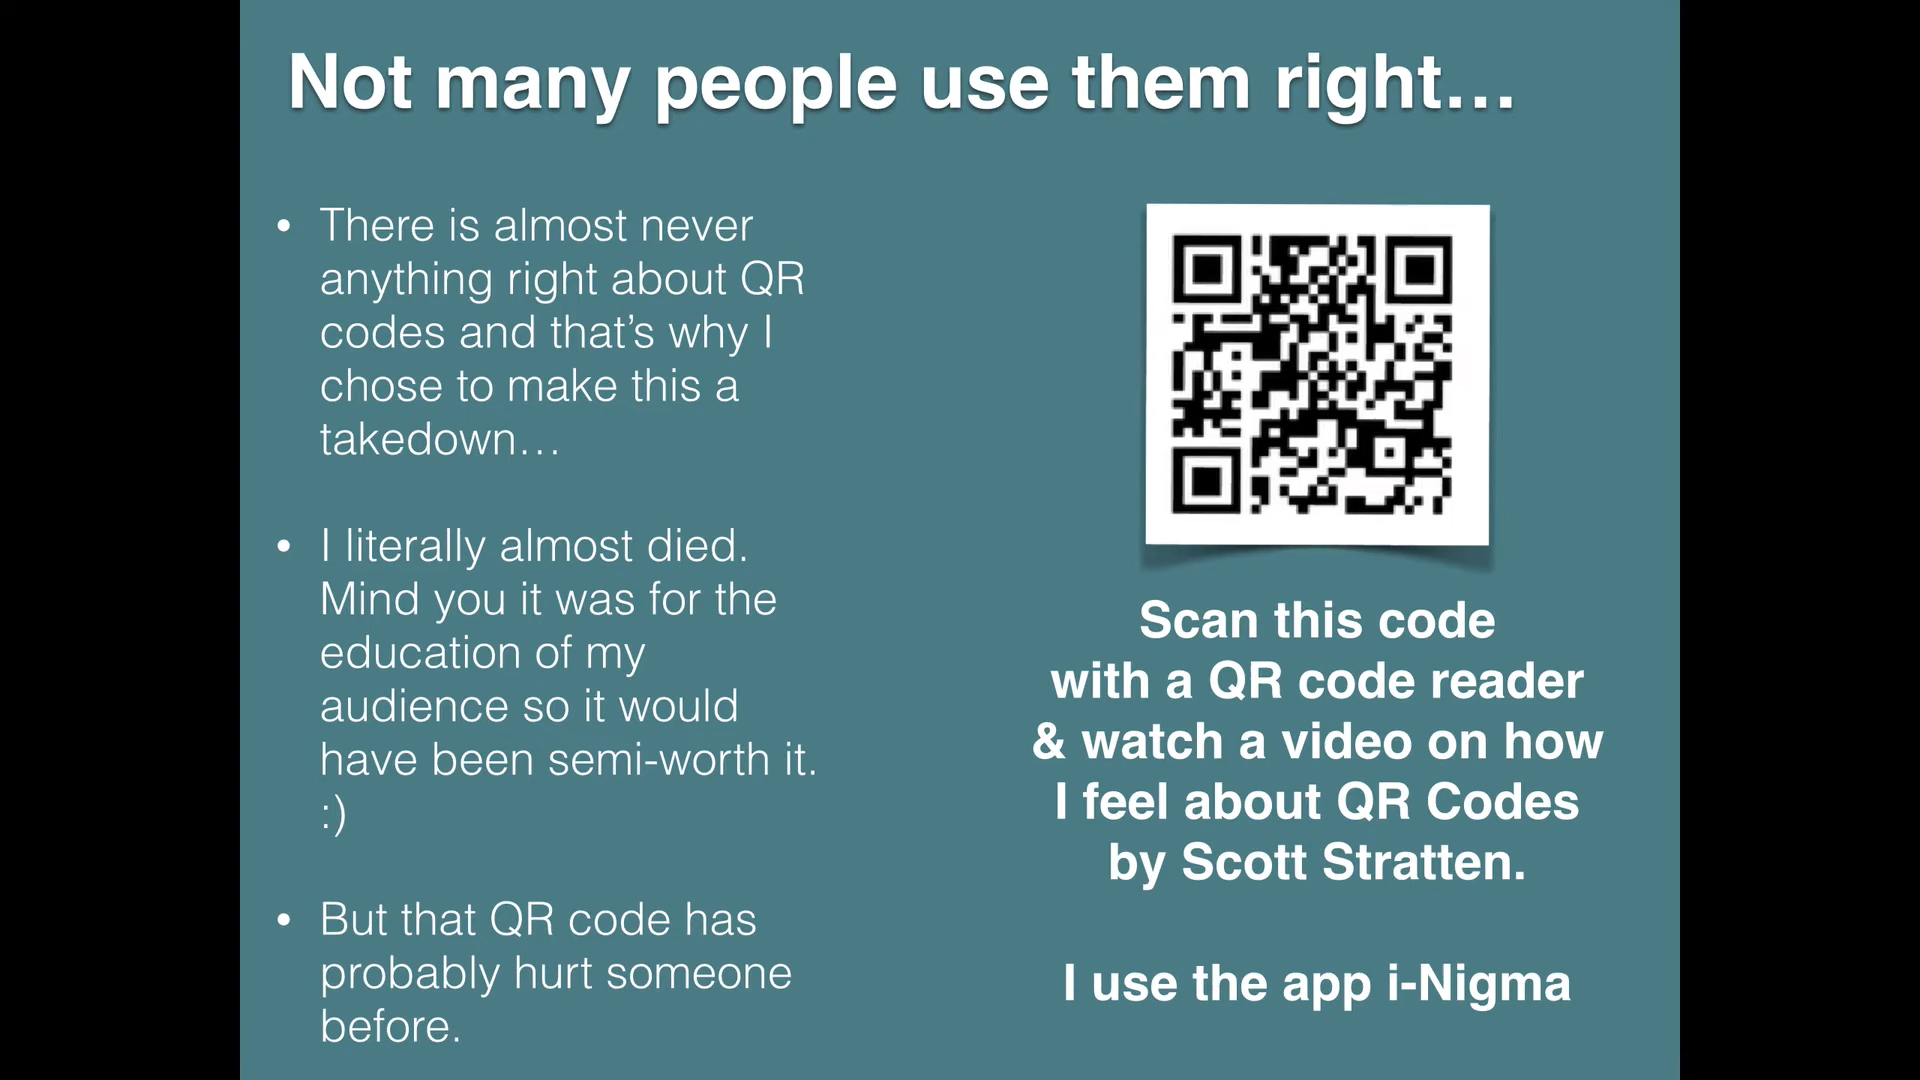 Not many people use them right…
• There is almost never
anything right about QR
codes and that’s why I
chose to make this a
takedown…
• I literally almost died.
Mind you it was for the
education of my
audience so it would
have been semi-worth it.
:)
• But that QR code has
probably hurt someone
before.
Scan this code
with a QR code reader
& watch a video on how
I feel about QR Codes
by Scott Stratten.
I use the app i-Nigma